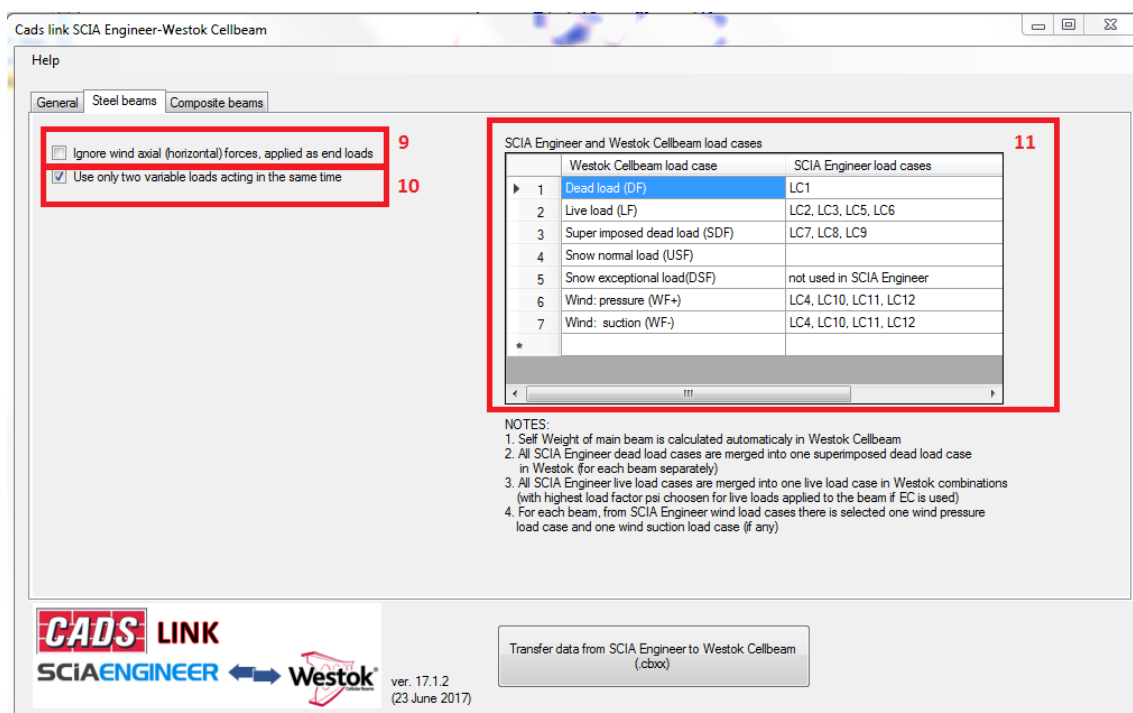 Cads link SCIA Engineer-Westok Cellbeam
Help
General Steel beams Composite beams
9
Ignore wind axial (horizontal) forces, applied as end loads
Use only two variable loads acting in the same time
10
SCIA Engineer and Westok Cellbeam load cases
11
Westok Cellbeam load case SCIA Engineer load cases
1 Dead load (DF) LC1
2 Live load (LF) LC2, LC3, LC5, LC6
3 Super imposed dead load (SDF) LC7, LC8, LC9
4 Snow normal load (USF)
5 Snow exceptional load(DSF) not used in SCIA Engineer
6 Wind: pressure (WF+) LC4, LC10, LC11, LC12
7 Wind: suction (WF-) LC4, LC10, LC11, LC12
*
NOTES:
1. Self Weight of main beam is calculated automaticaly in Westok Cellbeam
2. All SCIA Engineer dead load cases are merged into one superimposed dead load case
in Westok (for each beam separately)
3. All SCIA Engineer live load cases are merged into one live load case in Westok combinations
(with highest load factor psi choosen for live loads applied to the beam if EC is used)
4. For each beam, from SCIA Engineer wind load cases there is selected one wind pressure
load case and one wind suction load case (if any)
CADS LINK
SCiAENGINEER Westok
Cellular Beams
ver. 17.1.2
(23 June 2017)
Transfer data from SCIA Engineer to Westok Cellbeam
(.cbxx)